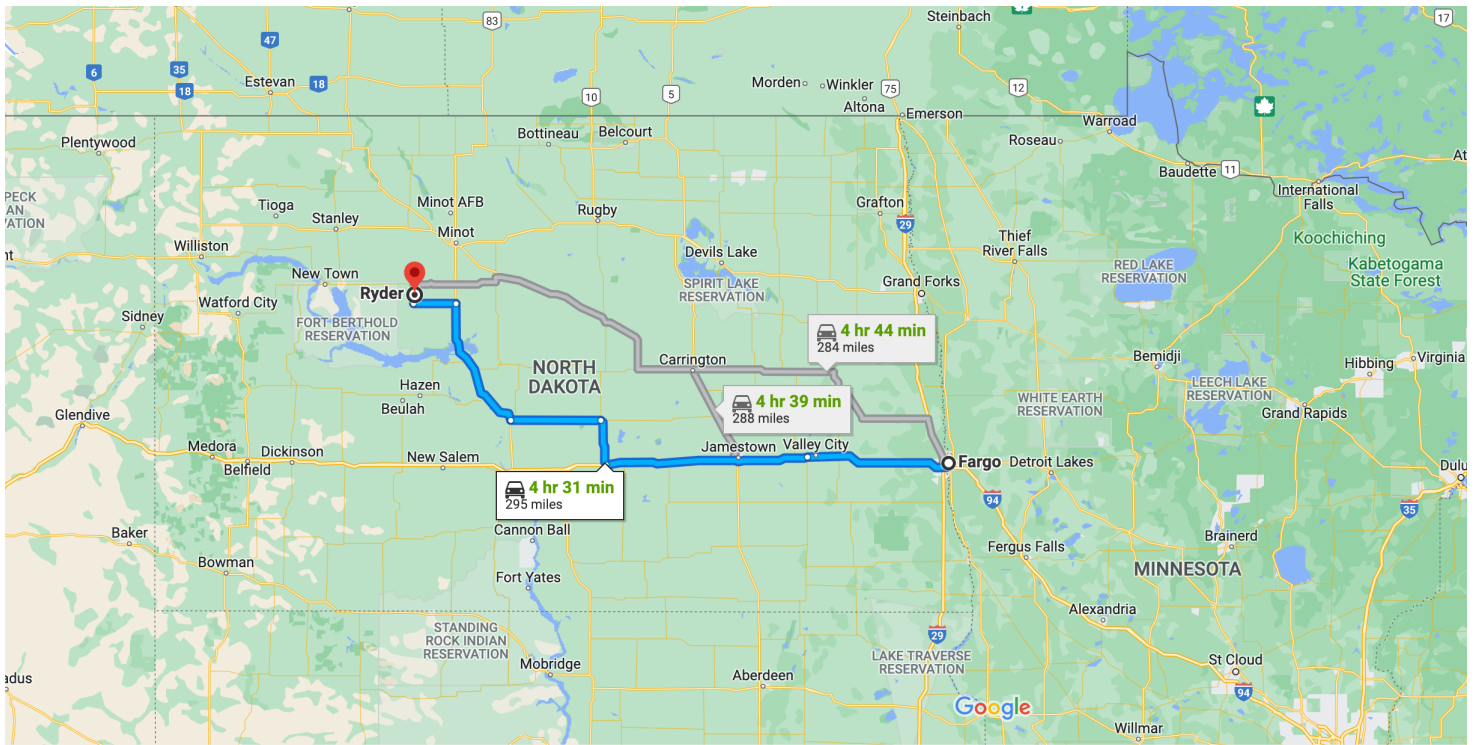 Steinbach
17
83
47
6
35
18
Estevan
18
10
5
Morden
Winkler
75
Altona
12
Emerson
Warroad
Roseau
Plentywood
Bottineau
Belcourt
Baudette
11
At
International
Falls
PECK
AN
VATION
Tioga
Stanley
Minot AFB
Minot
Rugby
Grafton
29
Thief
River Falls
Koochiching
Kabetogama
State Forest
nt
Williston
New Town
Devils Lake
SPIRIT LAKE
RESERVATION
Grand Forks
RED LAKE
RESERVATION
Ryder
Watford City
Sidney
FORT BERTHOLD
RESERVATION
4 hr 44 min
284 miles
Carrington
NORTH
DAKOTA
Bemidji
Hibbing
Virginia
LEECH LAKE
RESERVATION
Grand Rapids
Hazen
Beulah
4 hr 39 min
288 miles
WHITE EARTH
RESERVATION
Glendive
Medora
Belfield
Dickinson
New Salem
Jamestown
Valley City
Fargo
Detroit Lakes
Dulu
4 hr 31 min
295 miles
94
35
Cannon Ball
Baker
Bowman
Fort Yates
Fergus Falls
Brainerd
MINNESOTA
Alexandria
STANDING
ROCK INDIAN
RESERVATION
29
LAKE TRAVERSE
RESERVATION
Mobridge
Aberdeen
adus
St Cloud
94
Google
Willmar